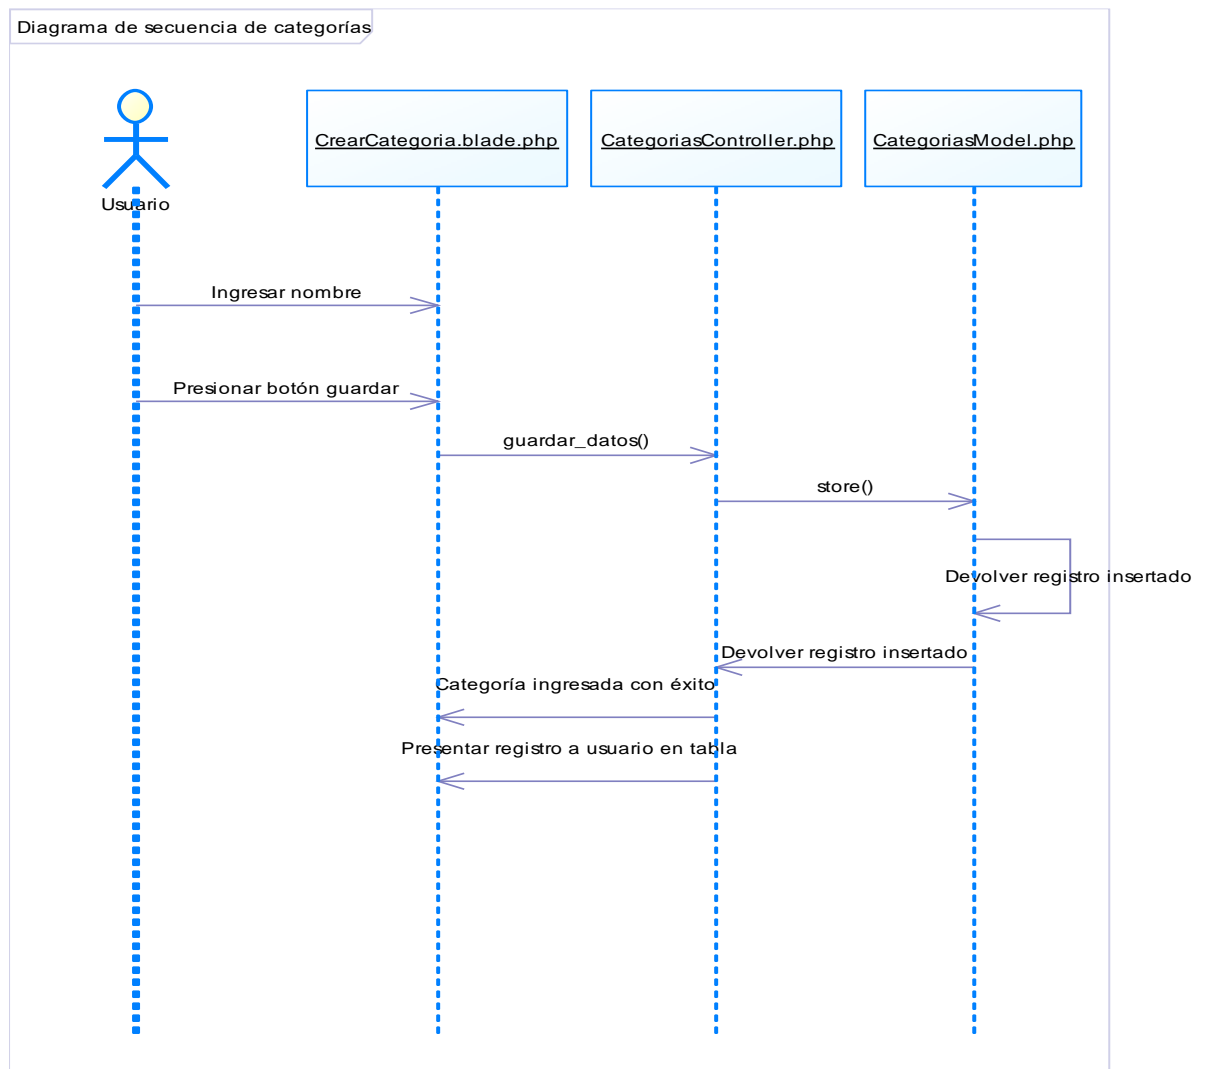 Diagrama de secuencia de categorías
CrearCategoria.blade.php
CategoriasController.php
CategoriasModel.php
Usuario
Ingresar nombre
Presionar botón guardar
guardar_datos()
store()
Devolver registro insertado
Devolver registro insertado
Categoría ingresada con éxito
Presentar registro a usuario en tabla